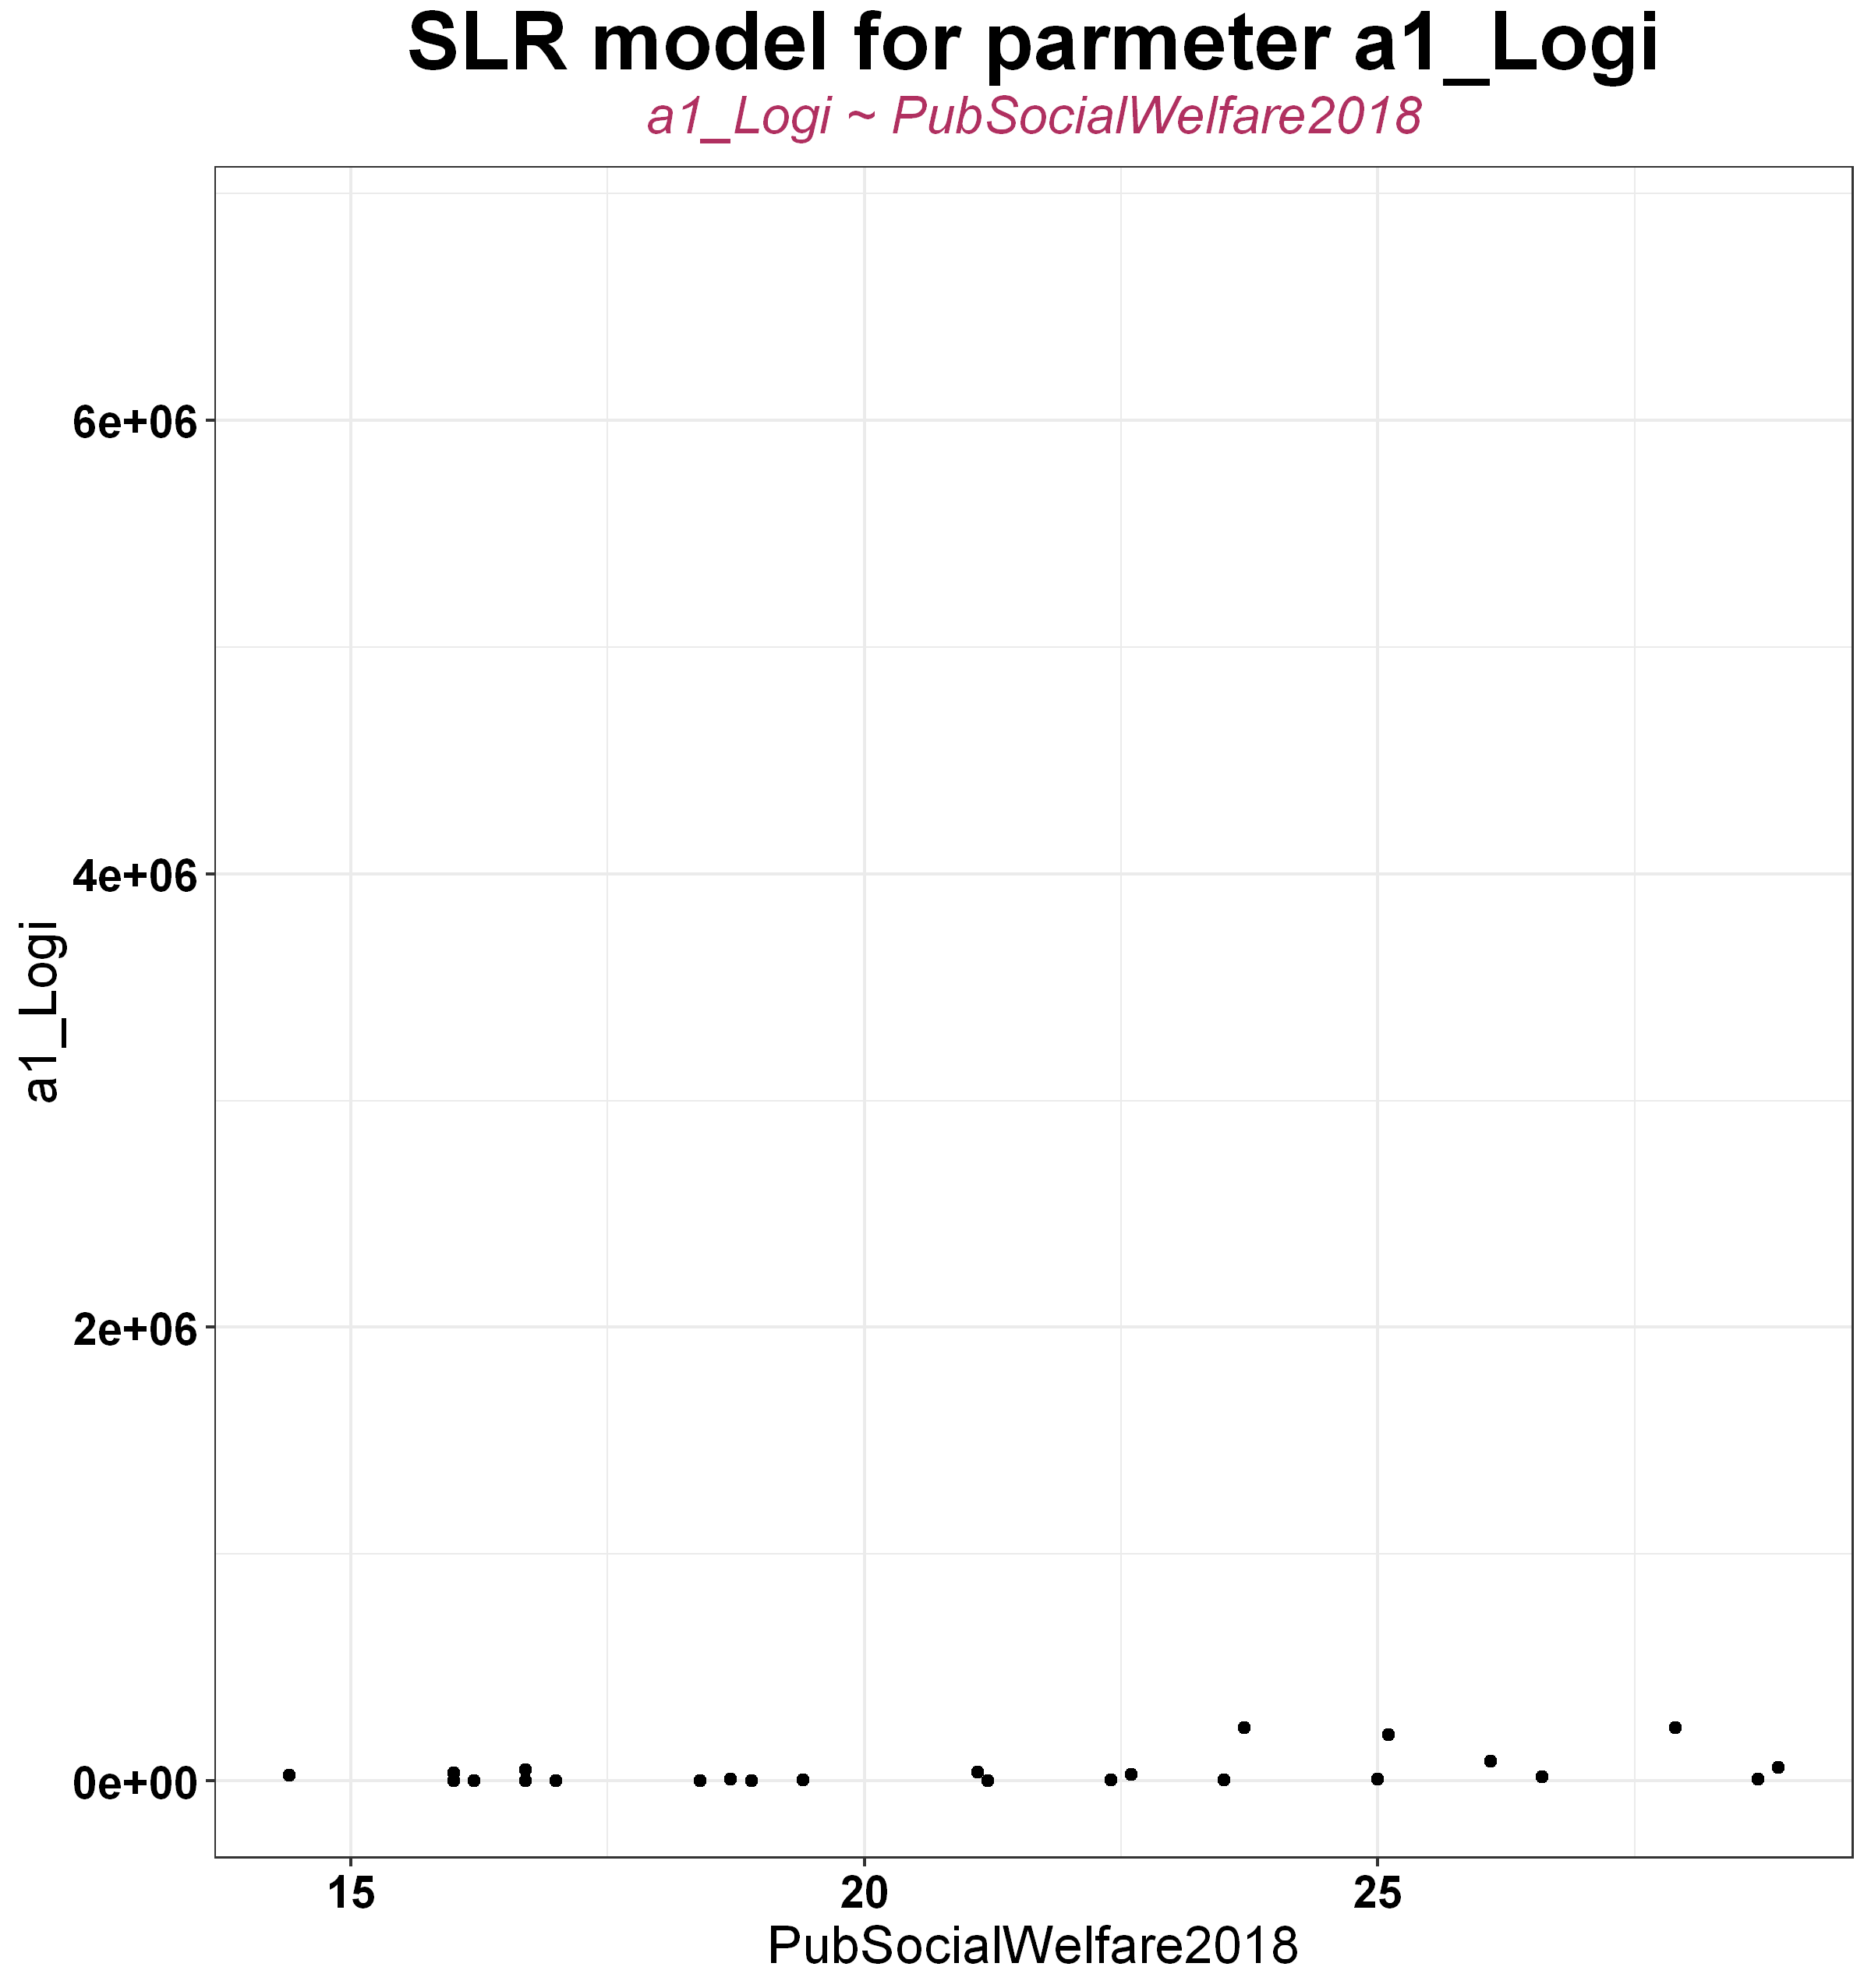 SLR model for parmeter a1_Logi
a1_Logi ~ PubSocialWelfare2018
6e+06
4e+06
a1_Logi
2e+06
0e+00
15 20 25
PubSocialWelfare2018